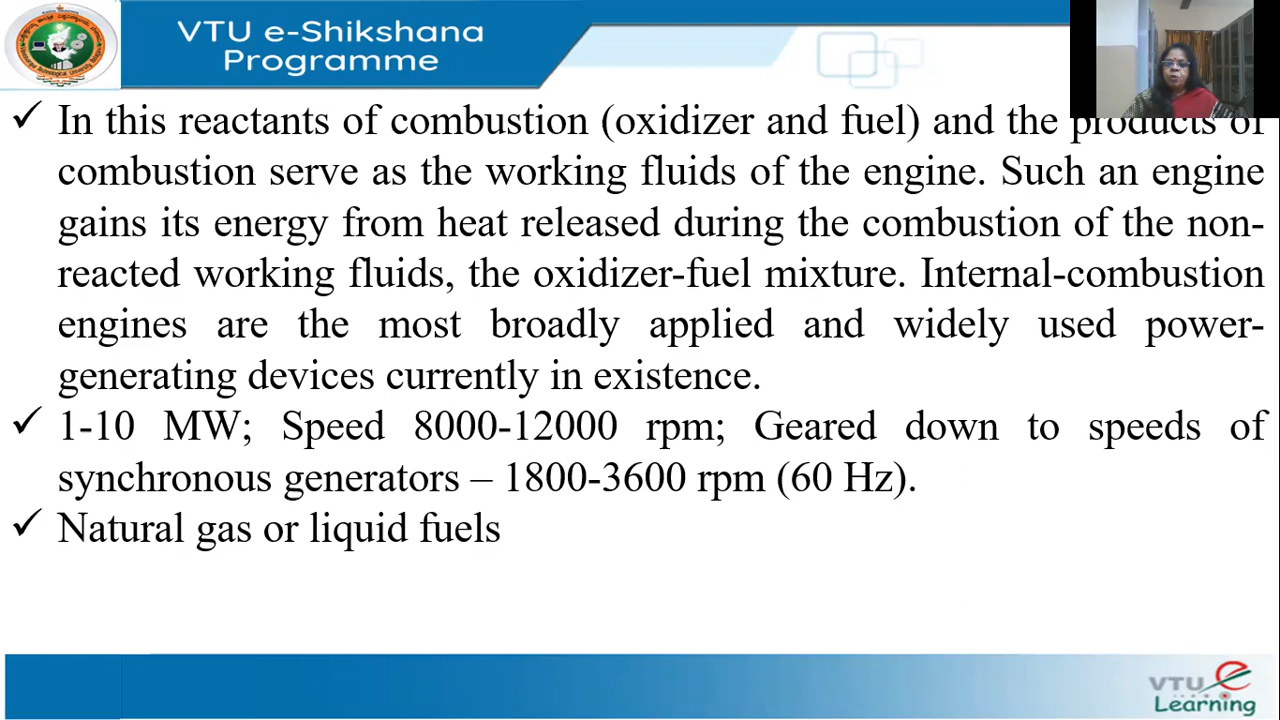 VTU e-Shikshana
Programme
✓ In this reactants of combustion (oxidizer and fuel) and the products of
combustion serve as the working fluids of the engine. Such an engine
gains its energy from heat released during the combustion of the non-
reacted working fluids, the oxidizer-fuel mixture. Internal-combustion
engines are the most broadly applied and widely used power-
generating devices currently in existence.
✓ 1-10 MW; Speed 8000-12000 rpm; Geared down to speeds of
synchronous generators – 1800-3600 rpm (60 Hz).
✓ Natural gas or liquid fuels
VTU e
Learning